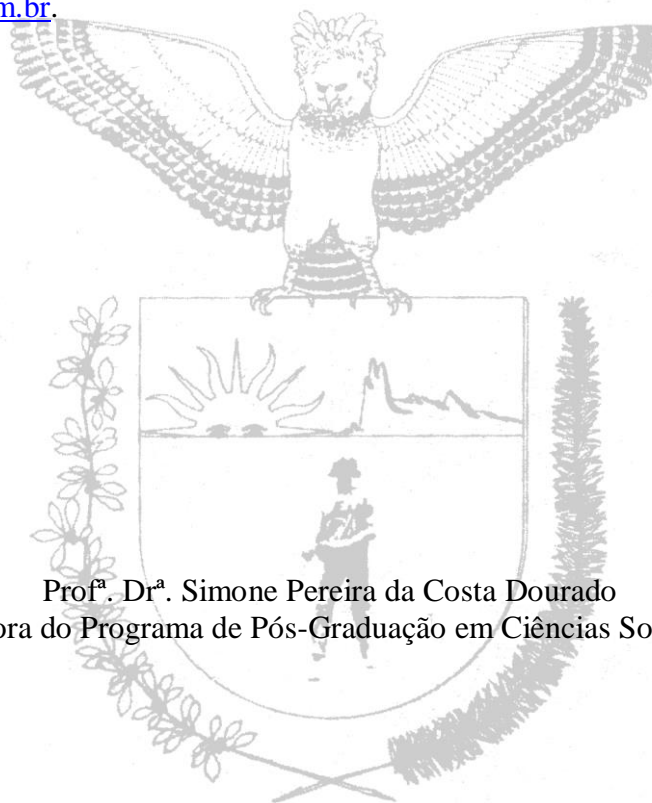 m.br.
Profª. Drª. Simone Pereira da Costa Dourado
ora do Programa de Pós-Graduação em Ciências So